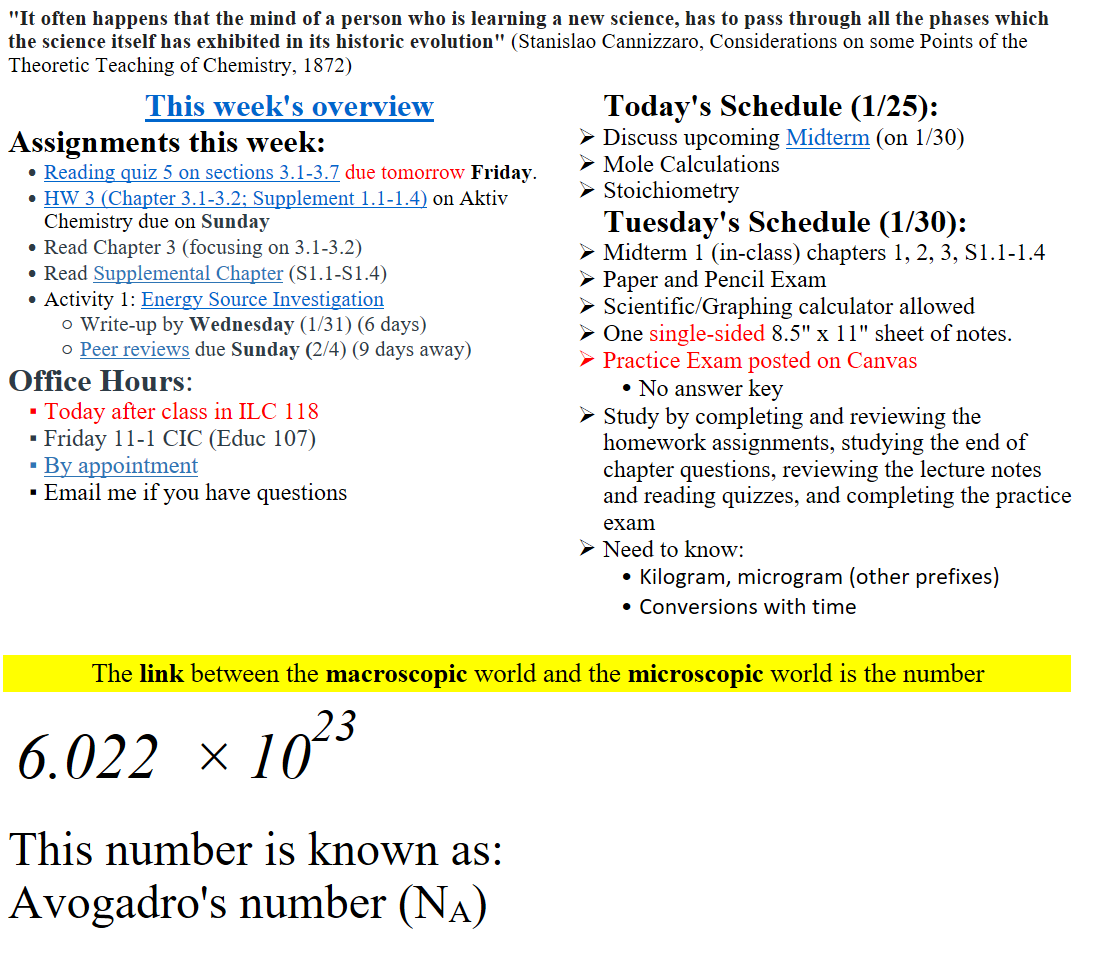 "It often happens that the mind of a person who is learning a new science, has to pass through all the phases which
the science itself has exhibited in its historic evolution" (Stanislao Cannizzaro, Considerations on some Points of the
Theoretic Teaching of Chemistry, 1872)
This week's overview
Assignments this week:
• Reading quiz 5 on sections 3.1-3.7 due tomorrow Friday.
• HW 3 (Chapter 3.1-3.2; Supplement 1.1-1.4) on Aktiv
Chemistry due on Sunday
• Read Chapter 3 (focusing on 3.1-3.2)
• Read Supplemental Chapter (S1.1-S1.4)
• Activity 1: Energy Source Investigation
○ Write-up by Wednesday (1/31) (6 days)
○ Peer reviews due Sunday (2/4) (9 days away)
Office Hours:
▪ Today after class in ILC 118
▪ Friday 11-1 CIC (Educ 107)
▪ By appointment
▪ Email me if you have questions
Today's Schedule (1/25):
➢ Discuss upcoming Midterm (on 1/30)
➢ Mole Calculations
➢ Stoichiometry
Tuesday's Schedule (1/30):
➢ Midterm 1 (in-class) chapters 1, 2, 3, S1.1-1.4
➢ Paper and Pencil Exam
➢ Scientific/Graphing calculator allowed
➢ One single-sided 8.5" x 11" sheet of notes.
➢ Practice Exam posted on Canvas
• No answer key
➢ Study by completing and reviewing the
homework assignments, studying the end of
chapter questions, reviewing the lecture notes
and reading quizzes, and completing the practice
exam
➢ Need to know:
• Kilogram, microgram (other prefixes)
• Conversions with time
The link between the macroscopic world and the microscopic world is the number
6.022 × 10²³
This number is known as:
Avogadro's number (N_A)